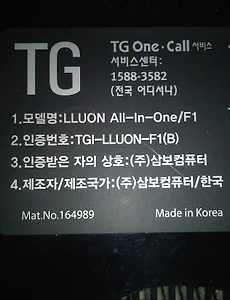 TG
TG One·Call 서비스
서비스센터:
1588-3582
(전국 어디서나)
1.모델명:LLUON All-In-One/F1
2.인증번호:TGI-LLUON-F1(B)
3.인증받은 자의 상호:(주)삼보컴퓨터
4.제조자/제조국가:(주)삼보컴퓨터/한국
Mat.No.164989 Made in Korea